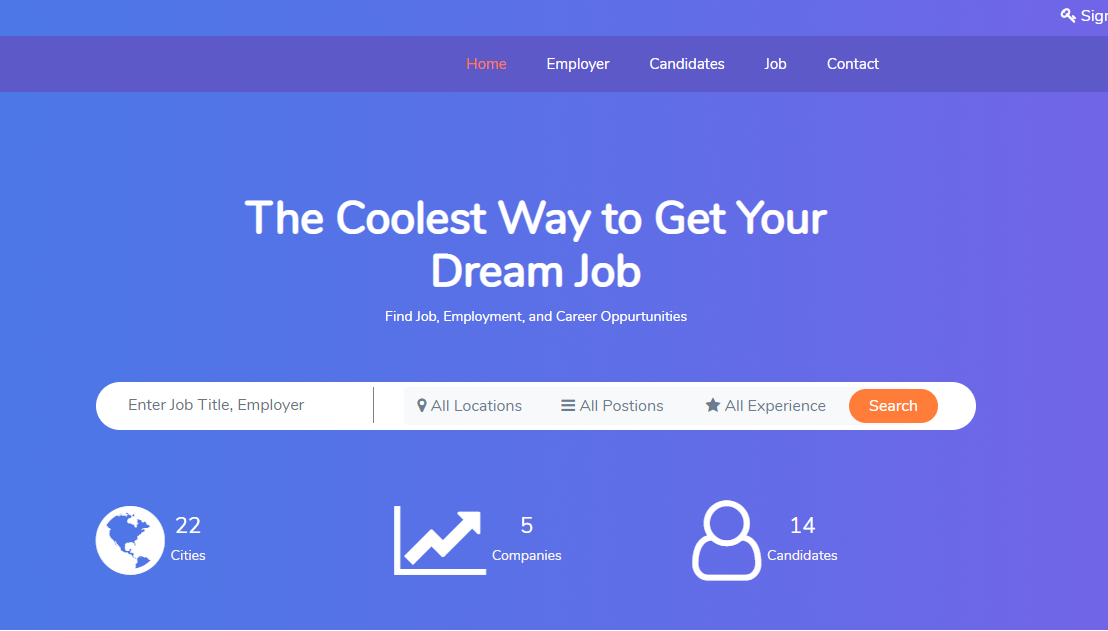 Sign
Home Employer Candidates Job Contact
The Coolest Way to Get Your
Dream Job
Find Job, Employment, and Career Oppurtunities
Enter Job Title, Employer All Locations All Postions All Experience Search
22
Cities
5
Companies
14
Candidates